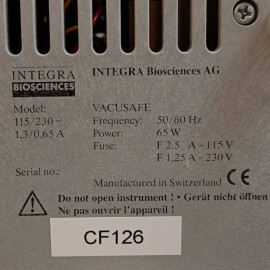 INTEGRA
BIOSCIENCES
INTEGRA Biosciences AG
Model: VACUSAFE
115/230 ~ Frequency: 50/60 Hz
1,3/0,65 A Power: 65 W
Fuse: F 2.5 A - 115 V
F 1,25 A - 230 V
Serial no.:
Manufactured in Switzerland CE
Do not open instrument ! · Gerät nicht öffnen
Ne pas ouvrir l'appareil !
CF126